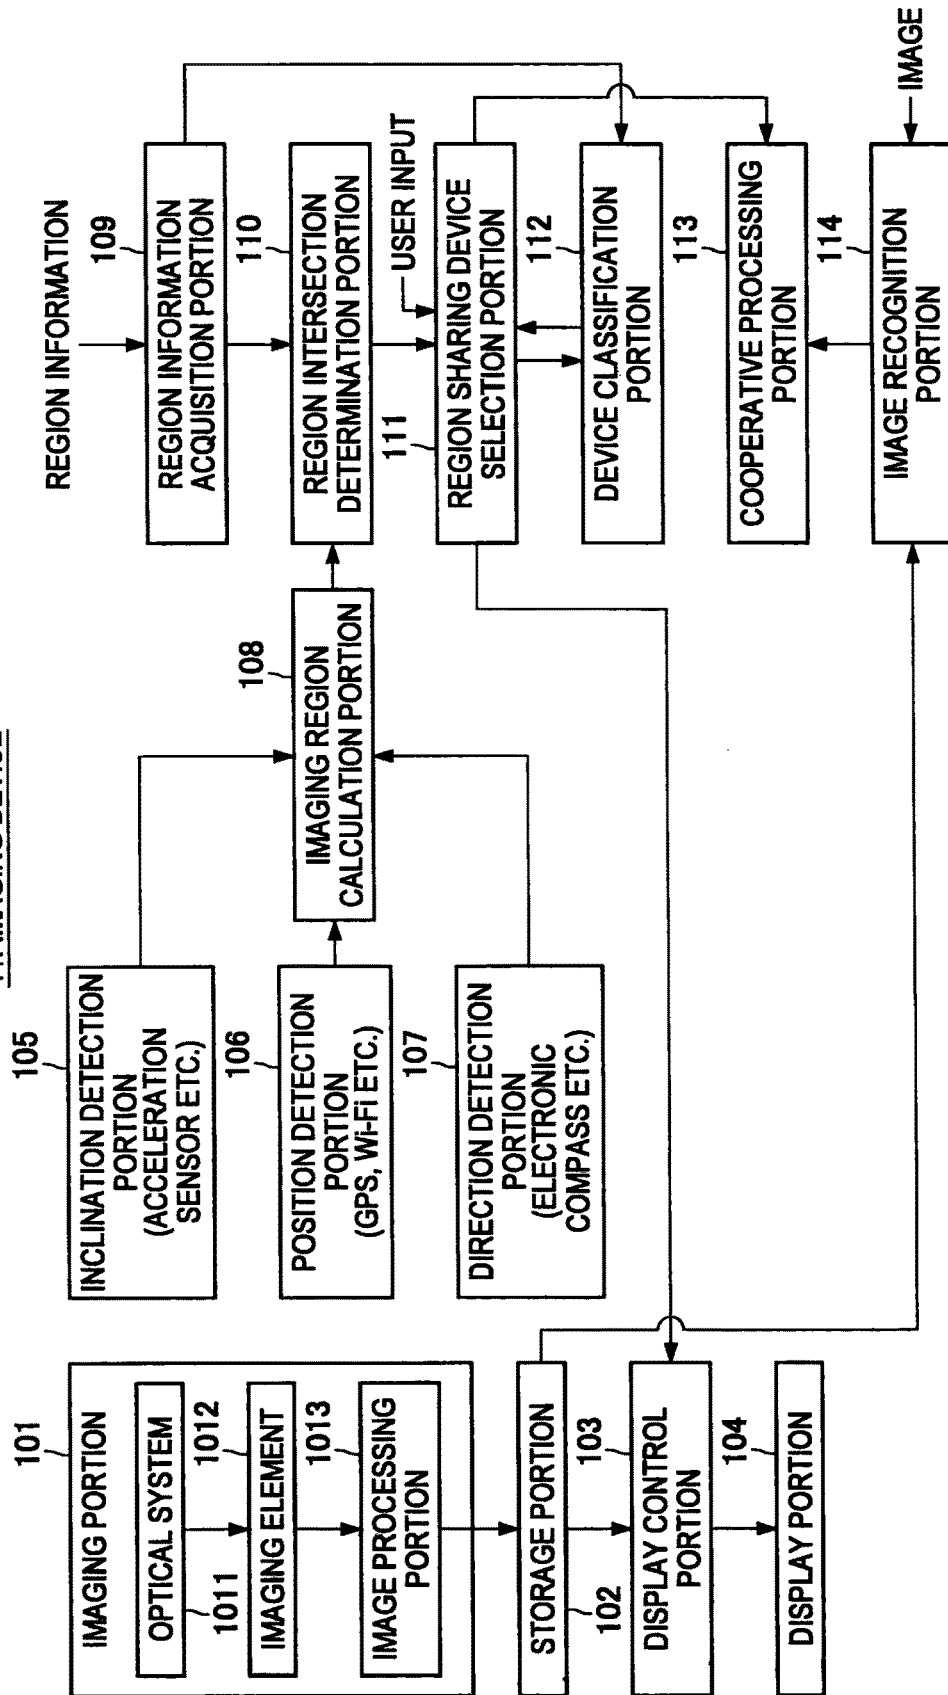 101
IMAGING PORTION
OPTICAL SYSTEM
1011
1012
IMAGING ELEMENT
1013
IMAGE PROCESSING
PORTION
STORAGE PORTION
102
103
DISPLAY CONTROL
PORTION
104
DISPLAY PORTION
105
INCLINATION DETECTION
PORTION
(ACCELERATION
SENSOR ETC.)
106
POSITION DETECTION
PORTION
(GPS, Wi-Fi ETC.)
107
DIRECTION DETECTION
PORTION
(ELECTRONIC
COMPASS ETC.)
108
IMAGING REGION
CALCULATION PORTION
REGION INFORMATION
109
REGION INFORMATION
ACQUISITION PORTION
110
REGION INTERSECTION
DETERMINATION PORTION
USER INPUT
111
REGION SHARING DEVICE
SELECTION PORTION
112
DEVICE CLASSIFICATION
PORTION
113
COOPERATIVE PROCESSING
PORTION
114
IMAGE RECOGNITION
PORTION
IMAGE